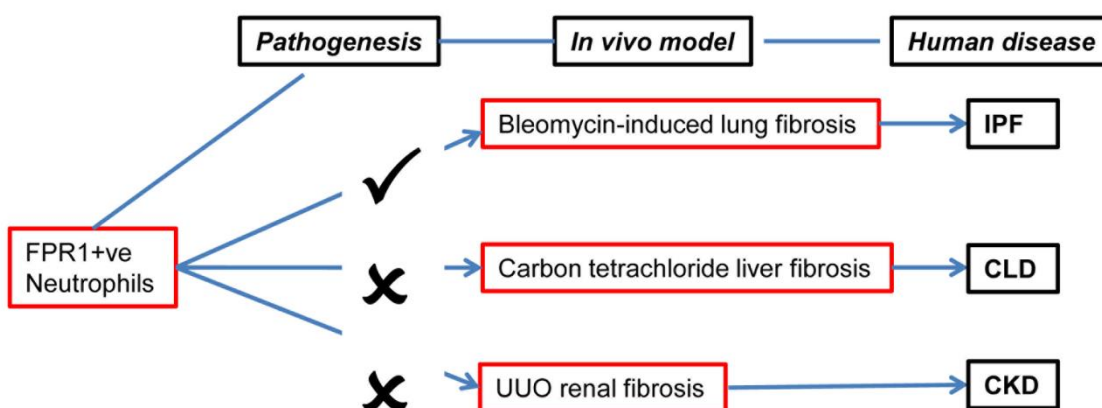 Pathogenesis
In vivo model
Human disease
Bleomycin-induced lung fibrosis
IPF
FPR1+ve
Neutrophils
Carbon tetrachloride liver fibrosis
CLD
UUO renal fibrosis
CKD